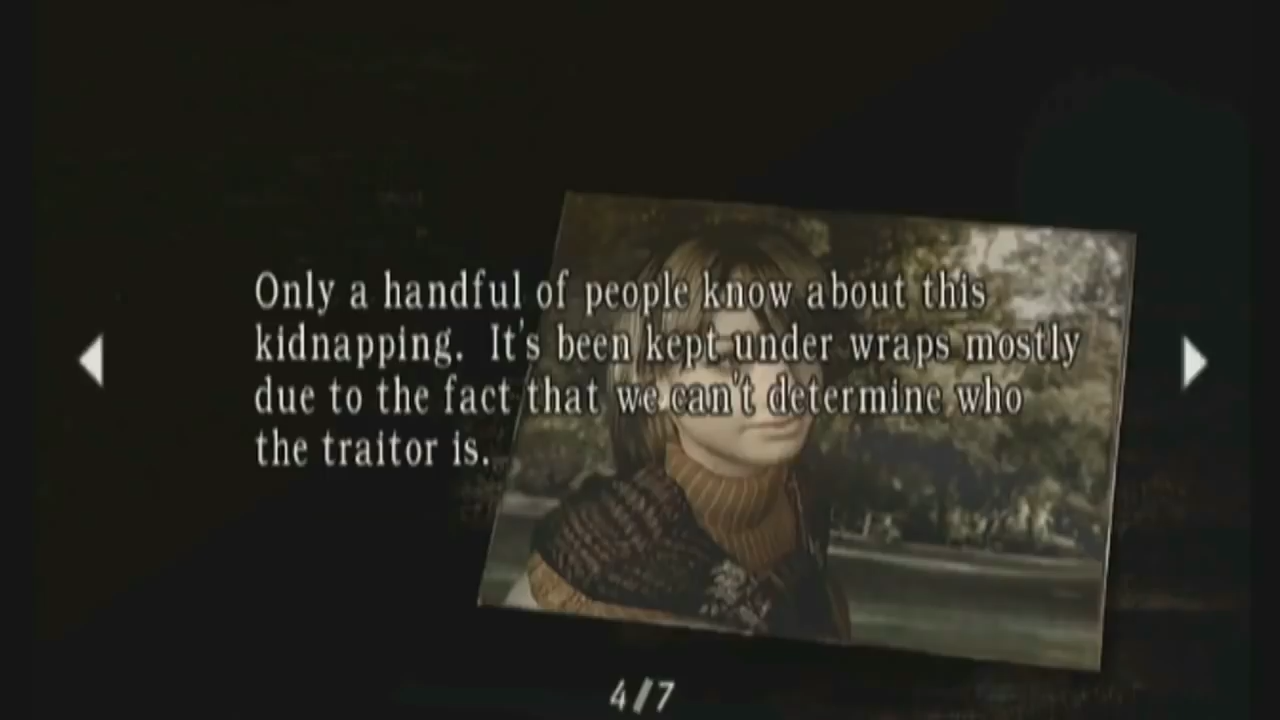 Only a handful of people know about this
kidnapping. It's been kept under wraps mostly
due to the fact that we can't determine who
the traitor is.
4/7